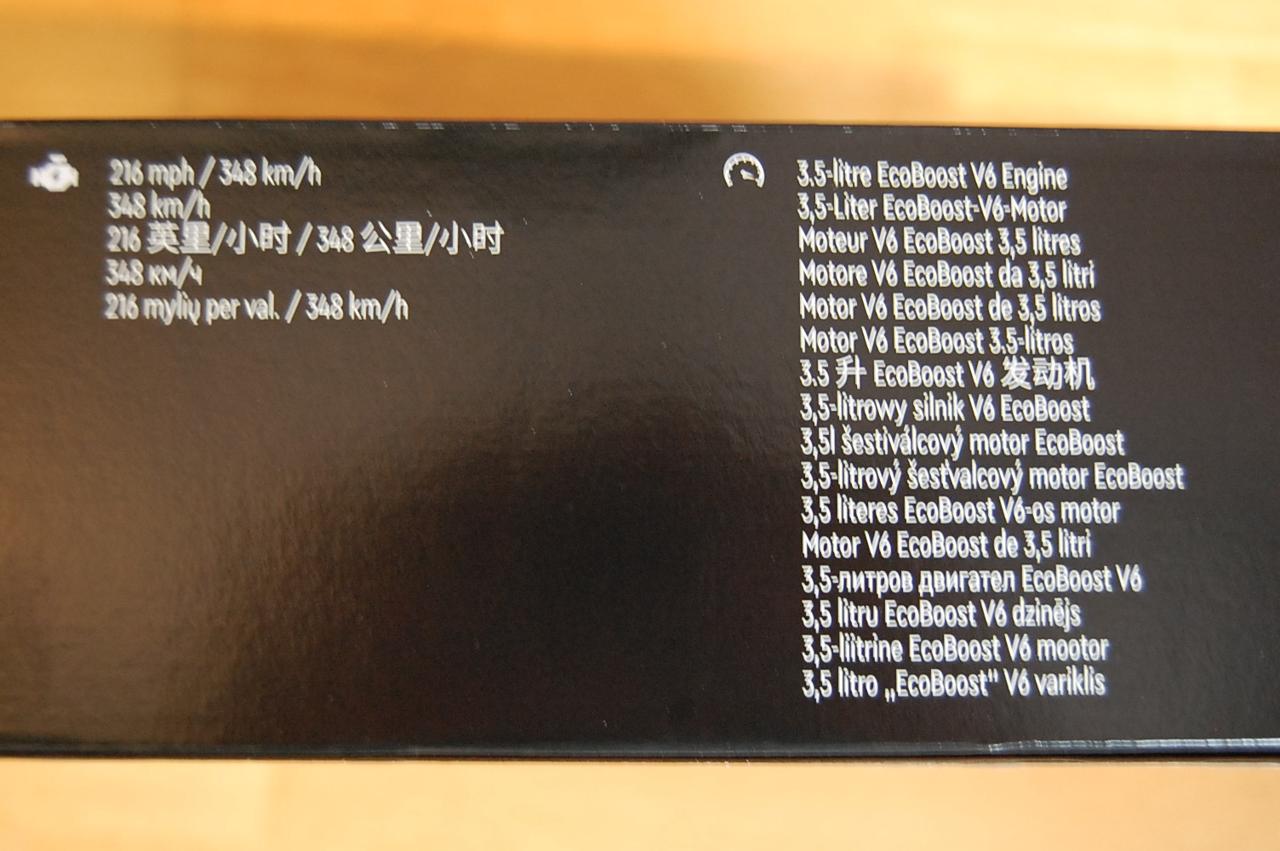 216 mph / 348 km/h
348 km/h
216 英里/小时 / 348 公里/小时
348 км/ч
216 mylių per val. / 348 km/h
3.5-litre EcoBoost V6 Engine
3,5-Liter EcoBoost-V6-Motor
Moteur V6 EcoBoost 3,5 litres
Motore V6 EcoBoost da 3,5 litri
Motor V6 EcoBoost de 3,5 litros
Motor V6 EcoBoost 3.5-litros
3.5 升 EcoBoost V6 发动机
3,5-litrowy silnik V6 EcoBoost
3,5l šestiválcový motor EcoBoost
3,5-litrový šesťvalcový motor EcoBoost
3,5 literes EcoBoost V6-os motor
Motor V6 EcoBoost de 3,5 litri
3,5-литров двигател EcoBoost V6
3,5 litru EcoBoost V6 dzinējs
3,5-liitrine EcoBoost V6 mootor
3,5 litro „EcoBoost" V6 variklis